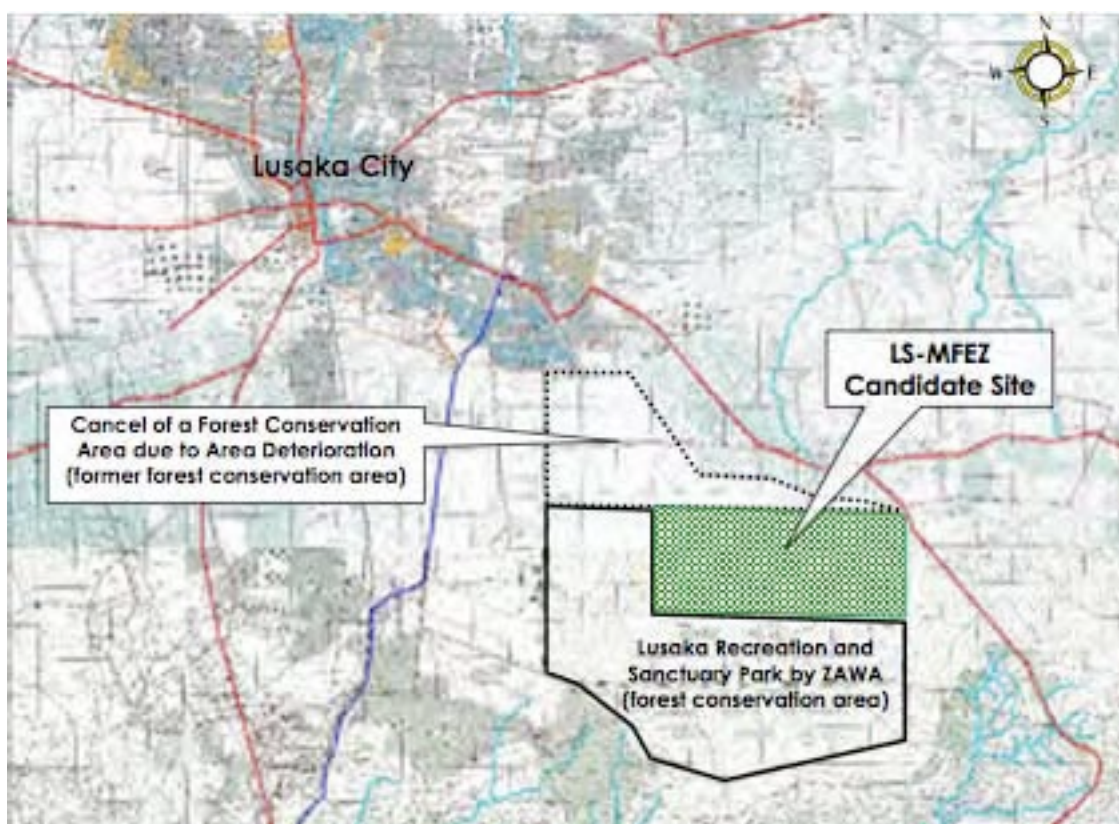 N
W E
S
Lusaka City
LS-MFEZ
Candidate Site
Cancel of a Forest Conservation
Area due to Area Deterioration
(former forest conservation area)
Lusaka Recreation and
Sanctuary Park by ZAWA
(forest conservation area)